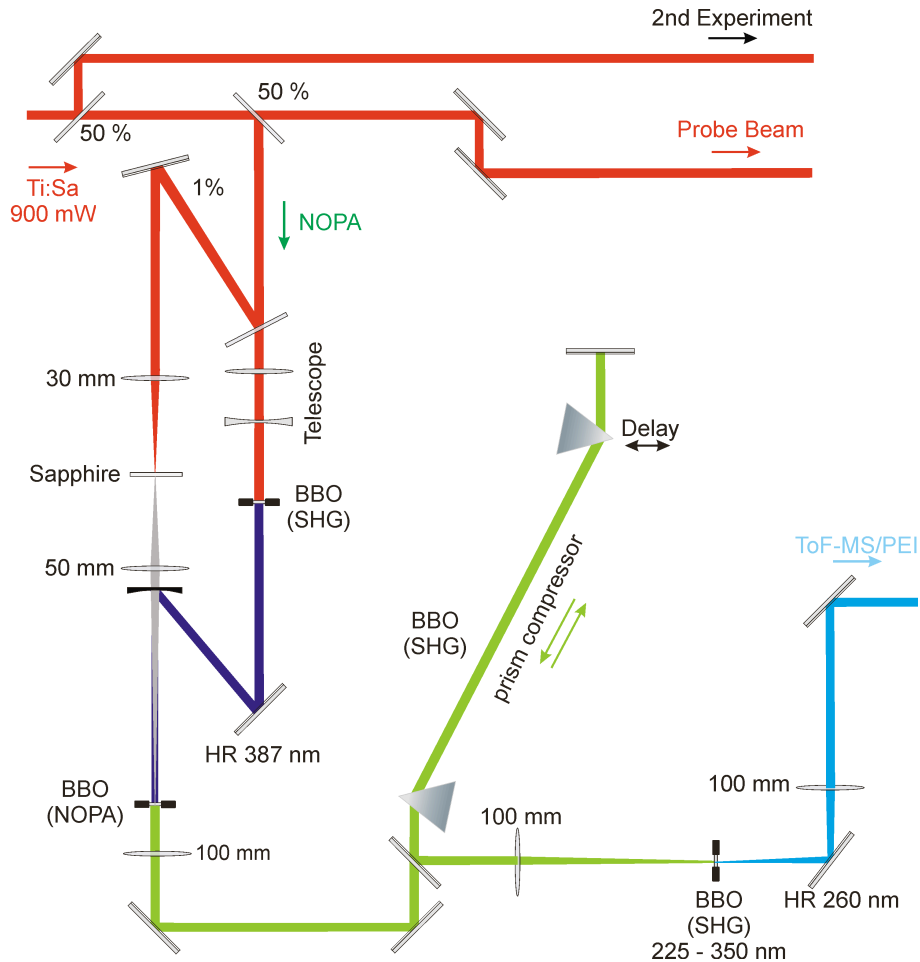 2nd Experiment
50 %
50 %
Probe Beam
Ti:Sa
900 mW
1%
NOPA
30 mm
Telescope
Delay
Sapphire
BBO
(SHG)
ToF-MS/PEI
50 mm
BBO
(SHG)
prism compressor
HR 387 nm
BBO
(NOPA)
100 mm
100 mm
100 mm
HR 260 nm
BBO
(SHG)
225 - 350 nm